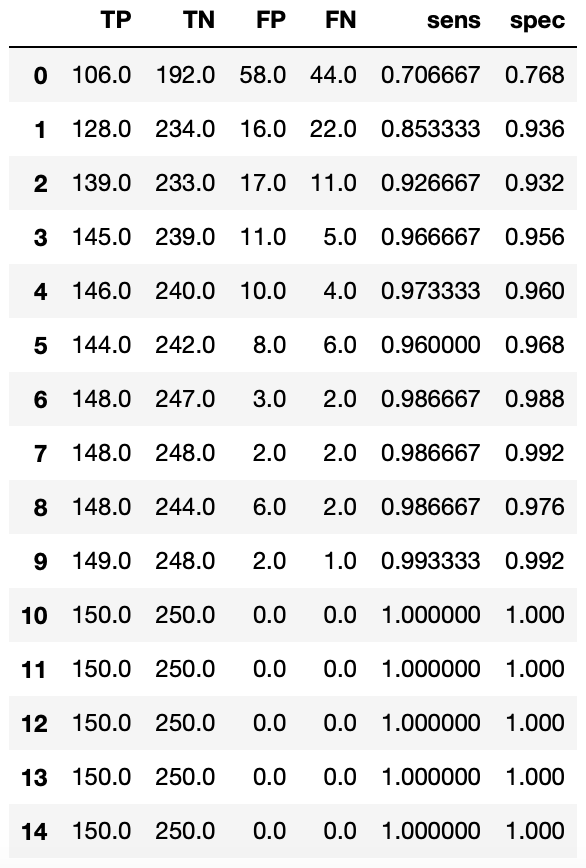 TP TN FP FN sens spec
0 106.0 192.0 58.0 44.0 0.706667 0.768
1 128.0 234.0 16.0 22.0 0.853333 0.936
2 139.0 233.0 17.0 11.0 0.926667 0.932
3 145.0 239.0 11.0 5.0 0.966667 0.956
4 146.0 240.0 10.0 4.0 0.973333 0.960
5 144.0 242.0 8.0 6.0 0.960000 0.968
6 148.0 247.0 3.0 2.0 0.986667 0.988
7 148.0 248.0 2.0 2.0 0.986667 0.992
8 148.0 244.0 6.0 2.0 0.986667 0.976
9 149.0 248.0 2.0 1.0 0.993333 0.992
10 150.0 250.0 0.0 0.0 1.000000 1.000
11 150.0 250.0 0.0 0.0 1.000000 1.000
12 150.0 250.0 0.0 0.0 1.000000 1.000
13 150.0 250.0 0.0 0.0 1.000000 1.000
14 150.0 250.0 0.0 0.0 1.000000 1.000